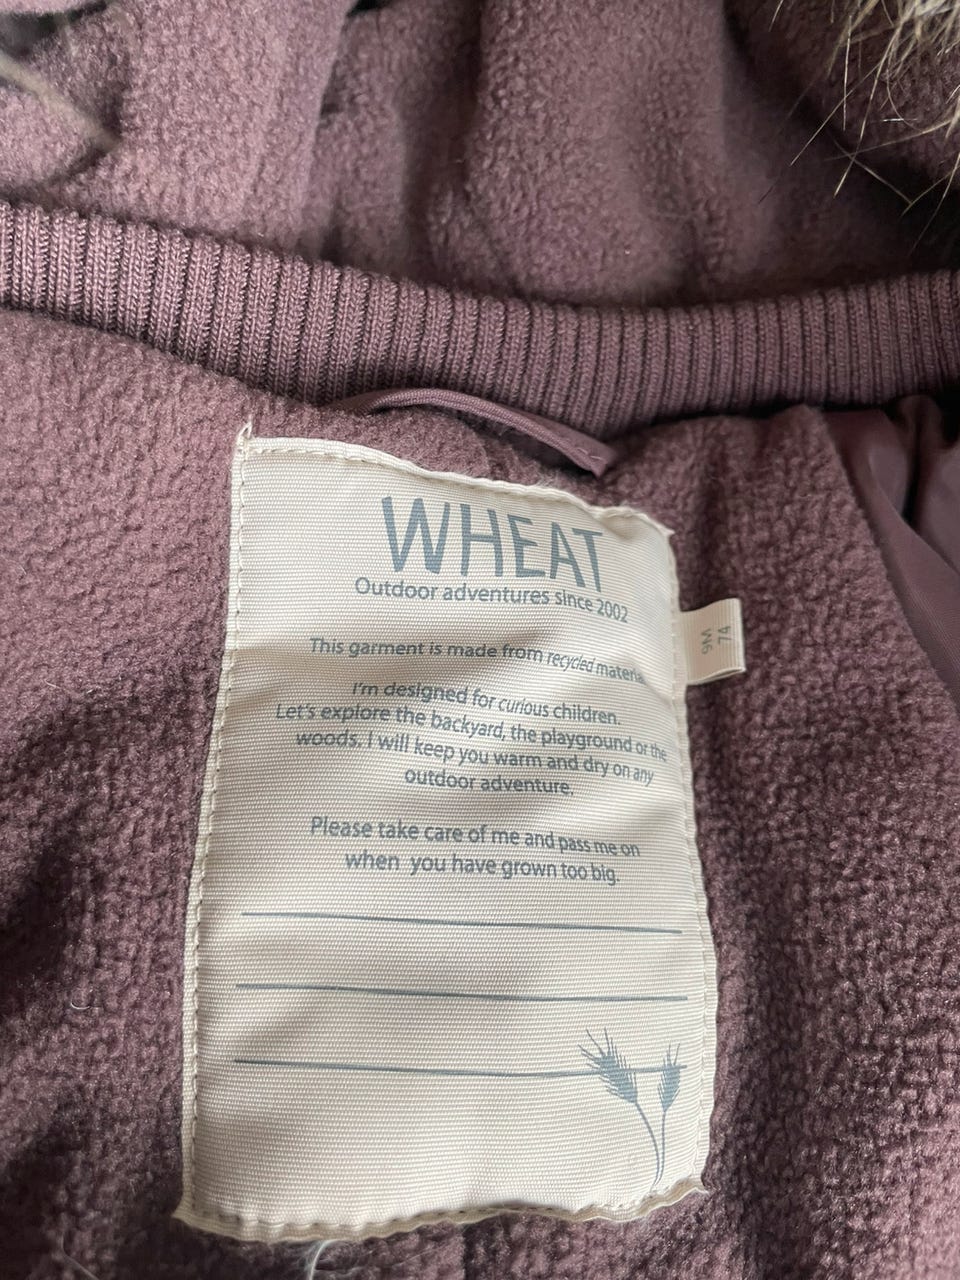 WHEAT
Outdoor adventures since 2002
This garment is made from recycled
I'm designed for curious children.
Let's explore the backyard, the playground or the
woods. I will keep you warm and dry on any
outdoor adventure.
Please take care of me and pass me on
when you have grown too big.
9M
74